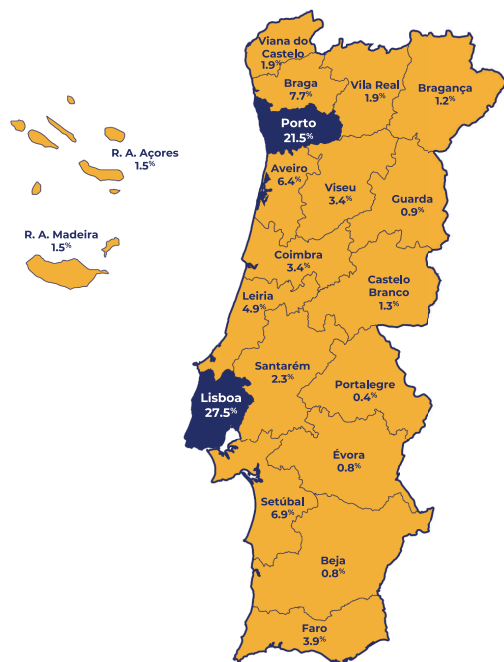 Viana do
Castelo
1.9%
Braga
7.7%
Vila Real
1.9%
Bragança
1.2%
Porto
21.5%
R. A. Açores
1.5%
Aveiro
6.4%
Viseu
3.4%
Guarda
0.9%
R. A. Madeira
1.5%
Coimbra
3.4%
Castelo
Branco
1.3%
Leiria
4.9%
Santarém
2.3%
Portalegre
0.4%
Lisboa
27.5%
Évora
0.8%
Setúbal
6.9%
Beja
0.8%
Faro
3.9%